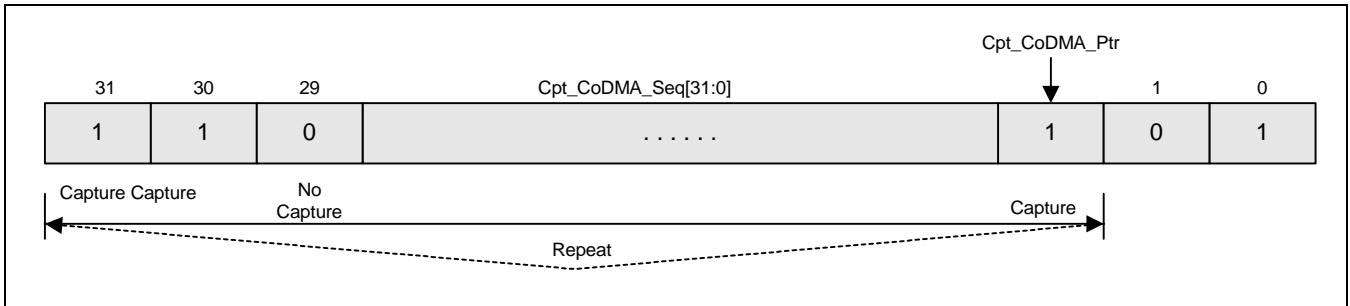 Cpt_CoDMA_Ptr
31 30 29 Cpt_CoDMA_Seq[31:0] 1 0
1 1 0 . . . . . . 1 0 1
Capture Capture No Capture Capture
Repeat